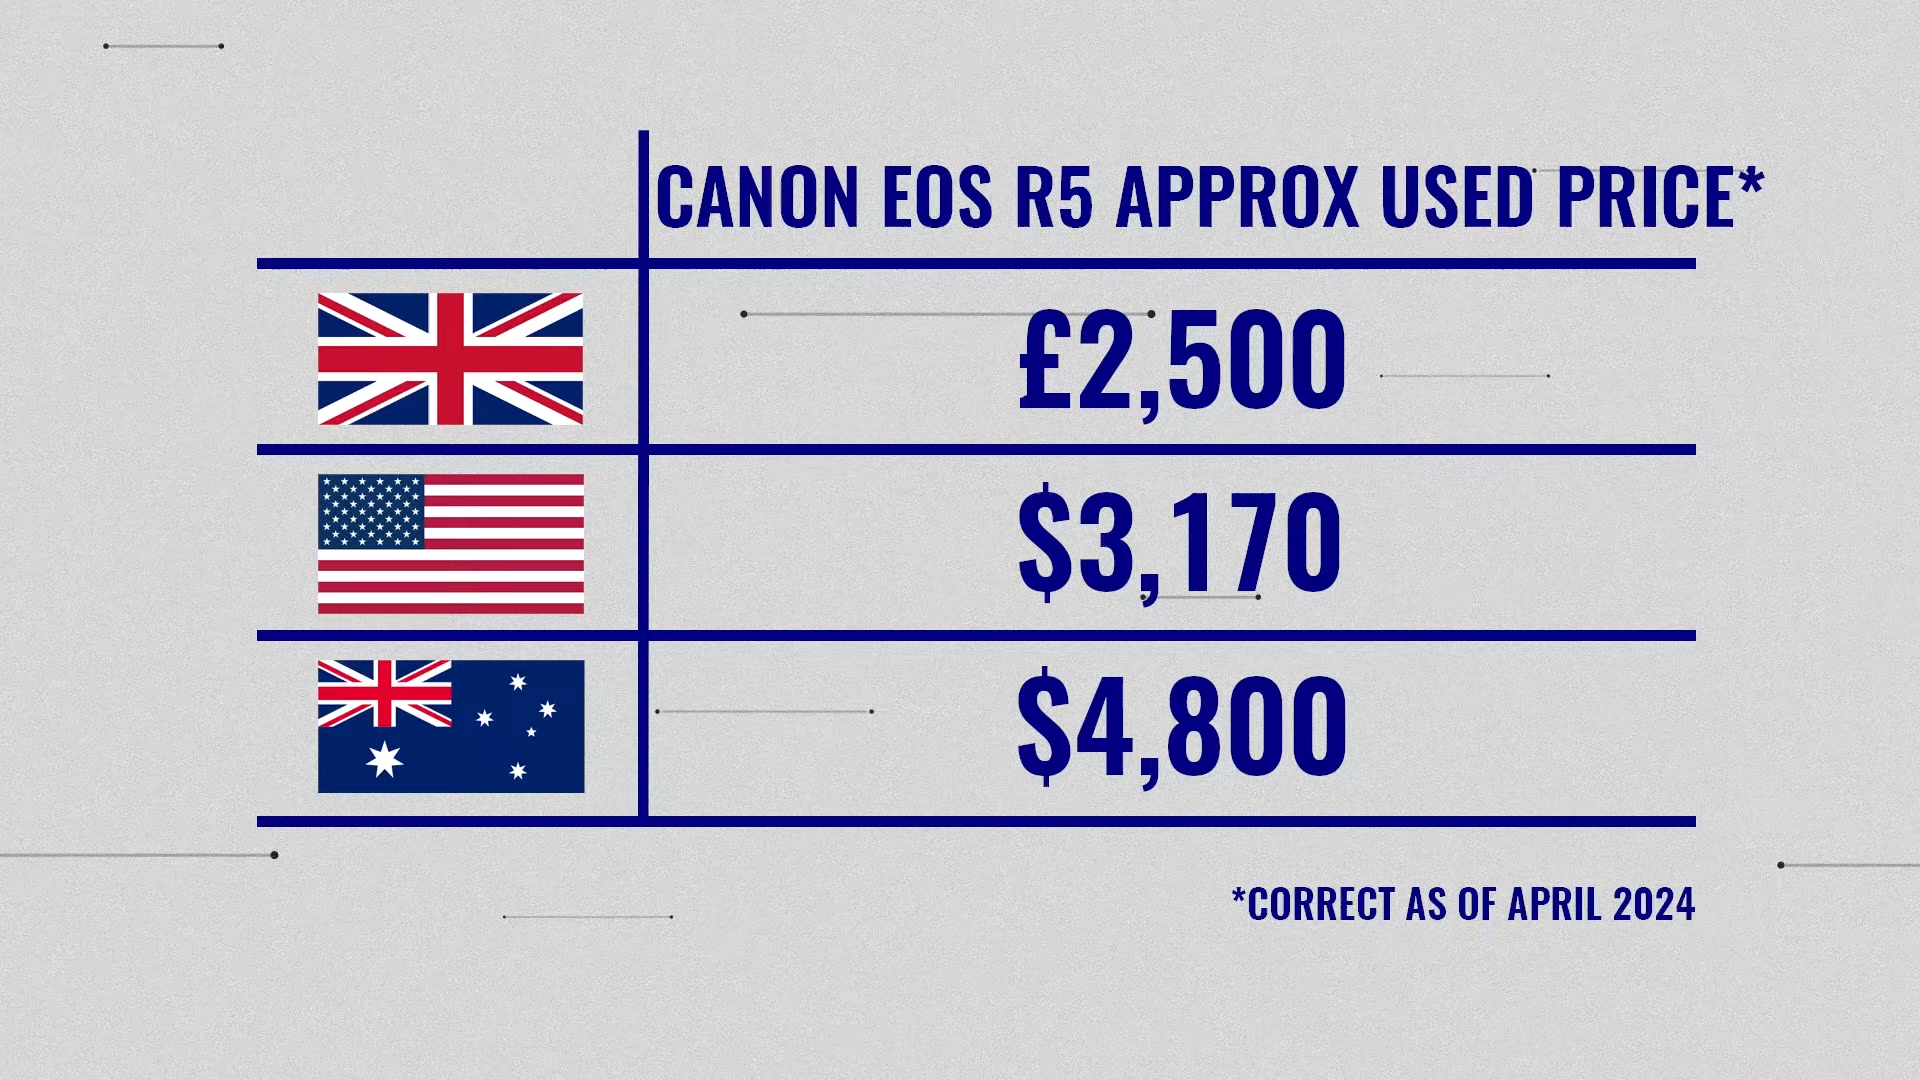 CANON EOS R5 APPROX USED PRICE*
£2,500
$3,170
$4,800
*CORRECT AS OF APRIL 2024